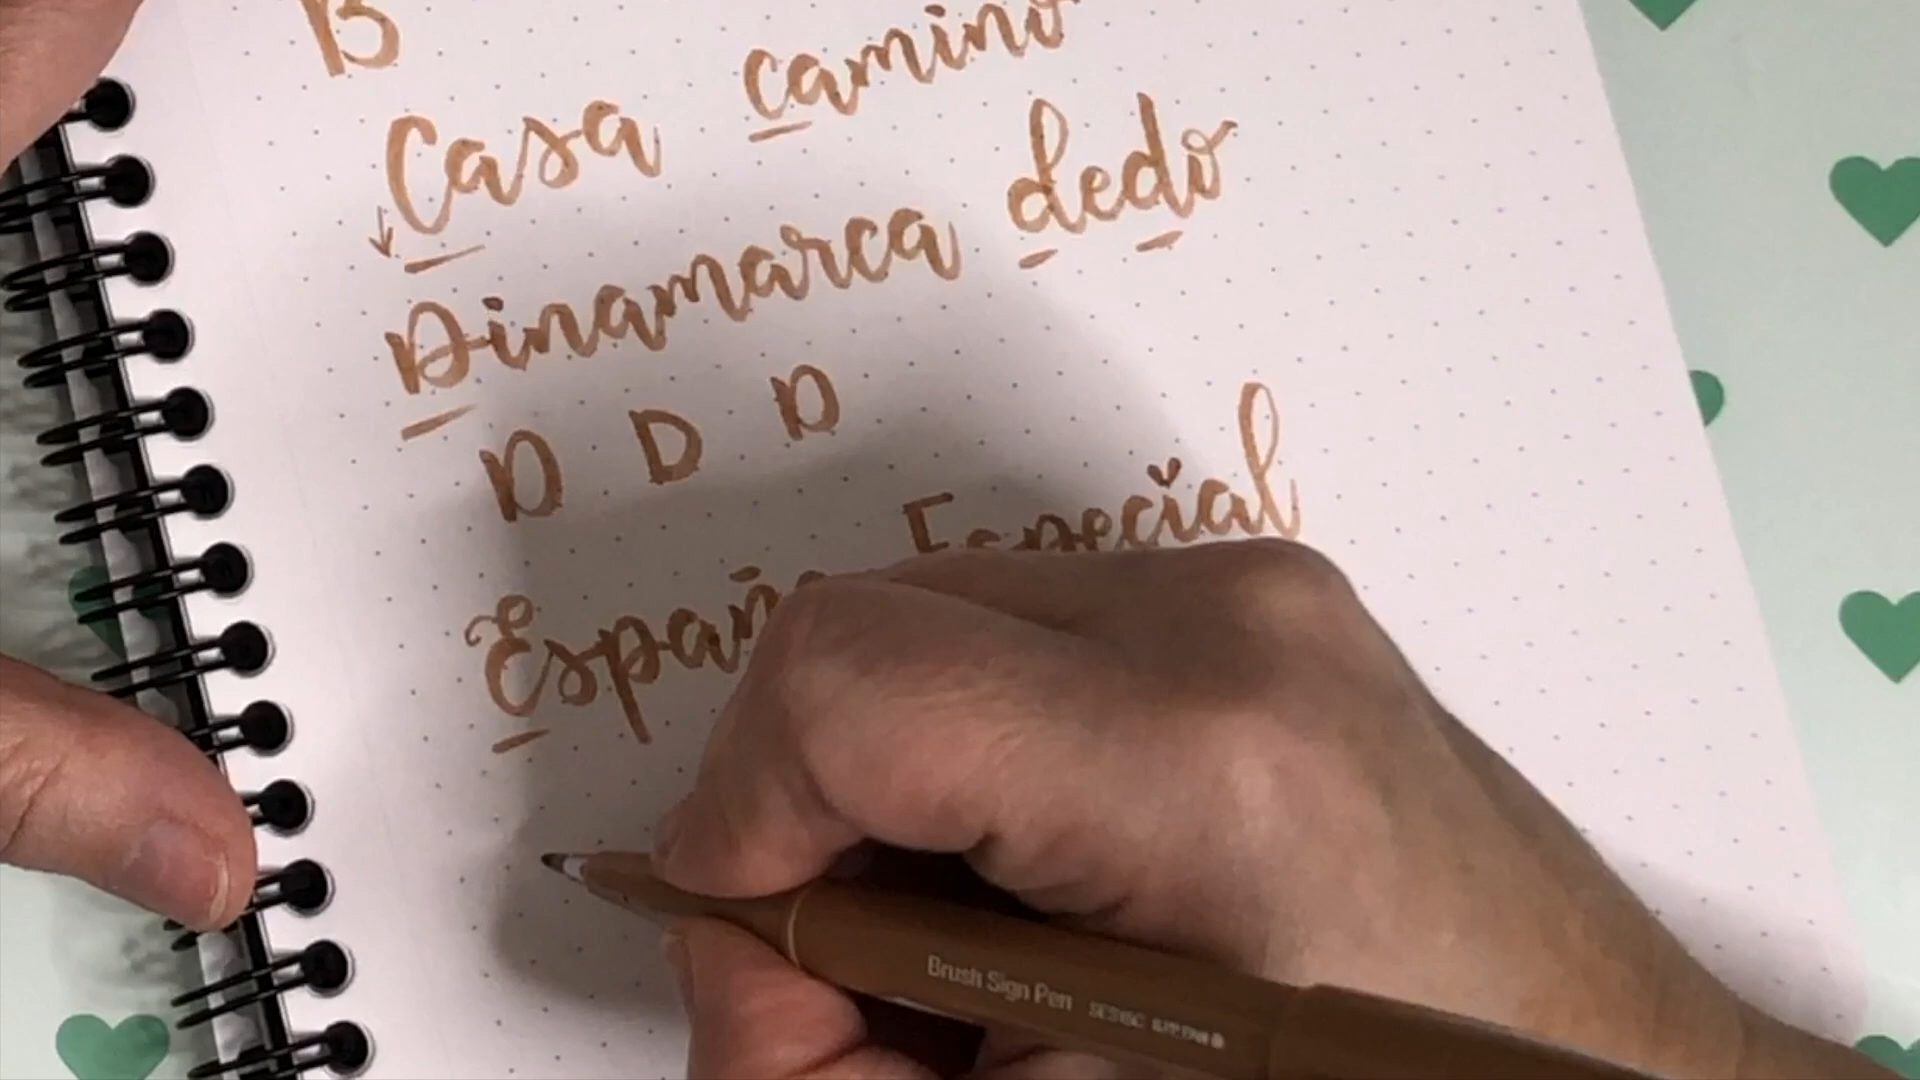 B
Casa camino
Dinamarca dedo
D D D
Especial
Brush Sign Pen